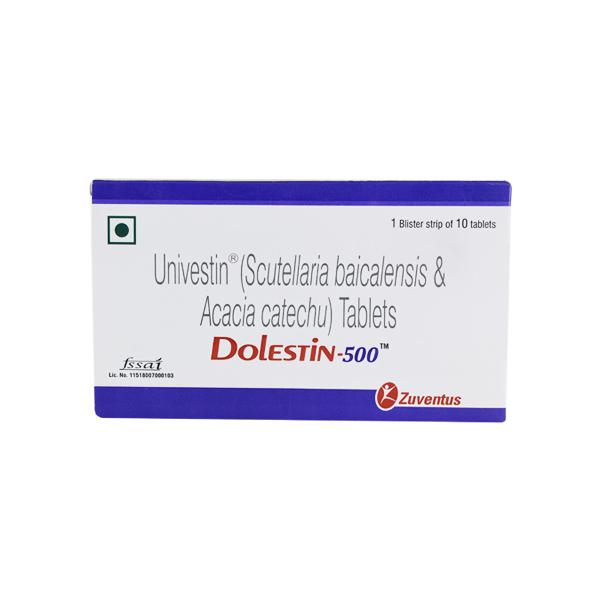 1 Blister strip of 10 tablets
Univestin® (Scutellaria baicalensis &
Acacia catechu) Tablets
DOLESTIN-500™
fssai
Lic. No. 11518007000103
Zuventus